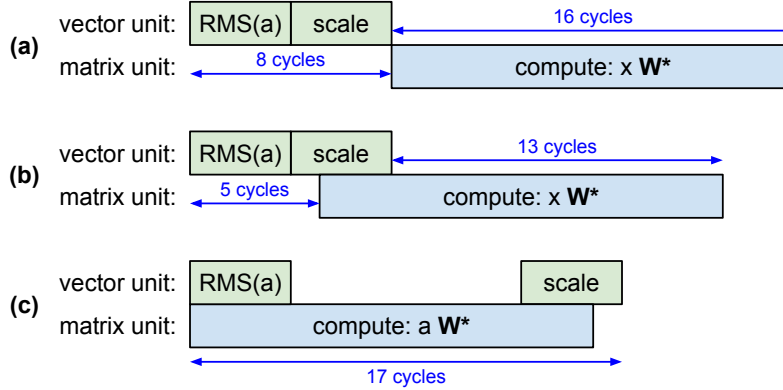 vector unit: RMS(a) scale 16 cycles
(a)
matrix unit: 8 cycles compute: x W*
vector unit: RMS(a) scale 13 cycles
(b)
matrix unit: 5 cycles compute: x W*
vector unit: RMS(a) scale
(c)
matrix unit: compute: a W*
17 cycles